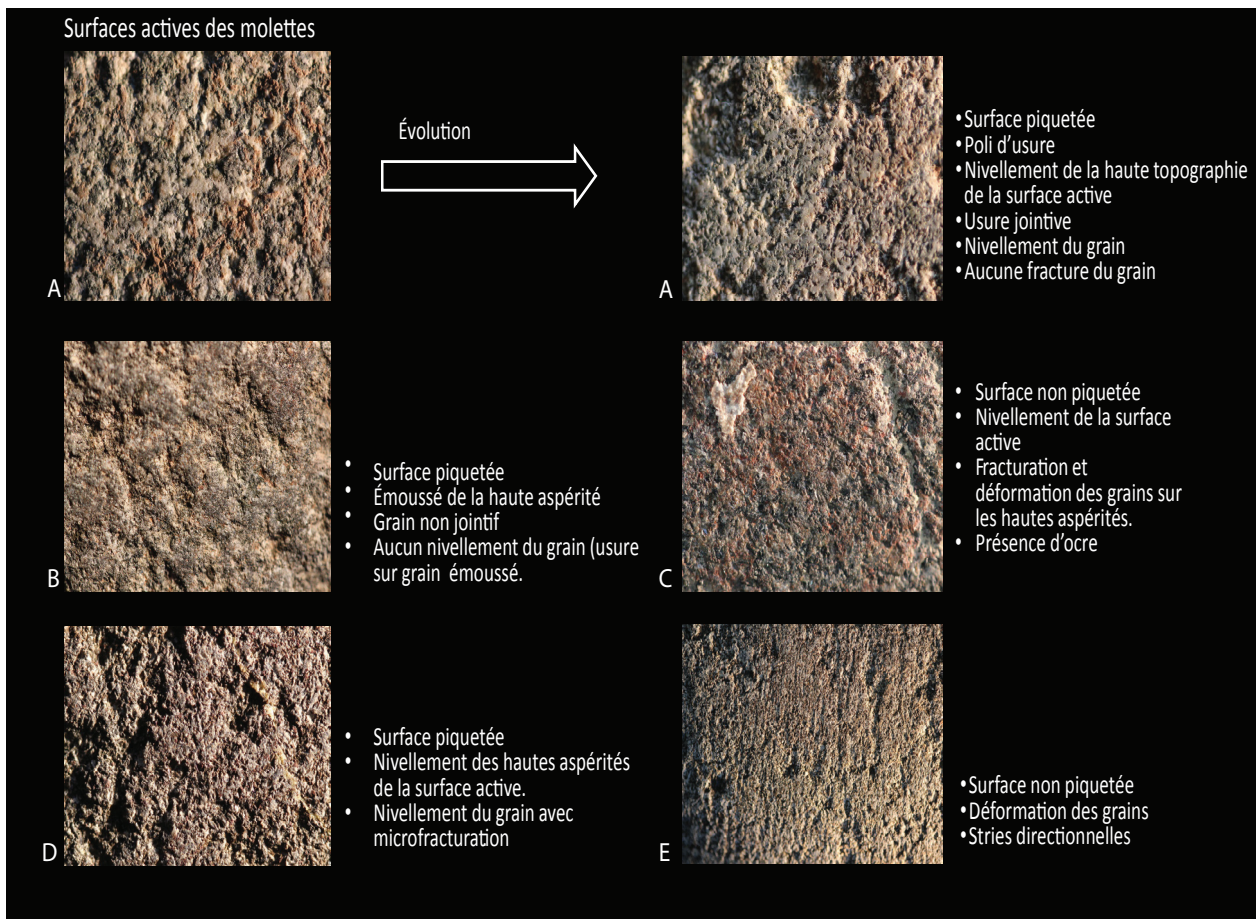 Surfaces actives des molettes
Évolution
A
A
•Surface piquetée
•Poli d'usure
•Nivellement de la haute topographie
de la surface active
•Usure jointive
•Nivellement du grain
•Aucune fracture du grain
B
• Surface piquetée
• Émoussé de la haute aspérité
• Grain non jointif
• Aucun nivellement du grain (usure
sur grain émoussé.
C
• Surface non piquetée
• Nivellement de la surface
active
• Fracturation et
déformation des grains sur
les hautes aspérités.
• Présence d'ocre
D
• Surface piquetée
• Nivellement des hautes aspérités
de la surface active.
• Nivellement du grain avec
microfracturation
E
•Surface non piquetée
•Déformation des grains
•Stries directionnelles